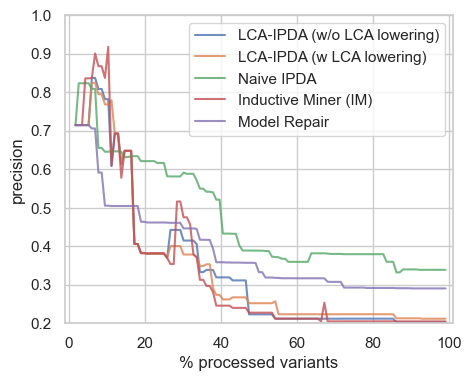 1.0
0.9
0.8
0.7
0.6
0.5
0.4
0.3
0.2
precision
LCA-IPDA (w/o LCA lowering)
LCA-IPDA (w LCA lowering)
Naive IPDA
Inductive Miner (IM)
Model Repair
0 20 40 60 80 100
% processed variants